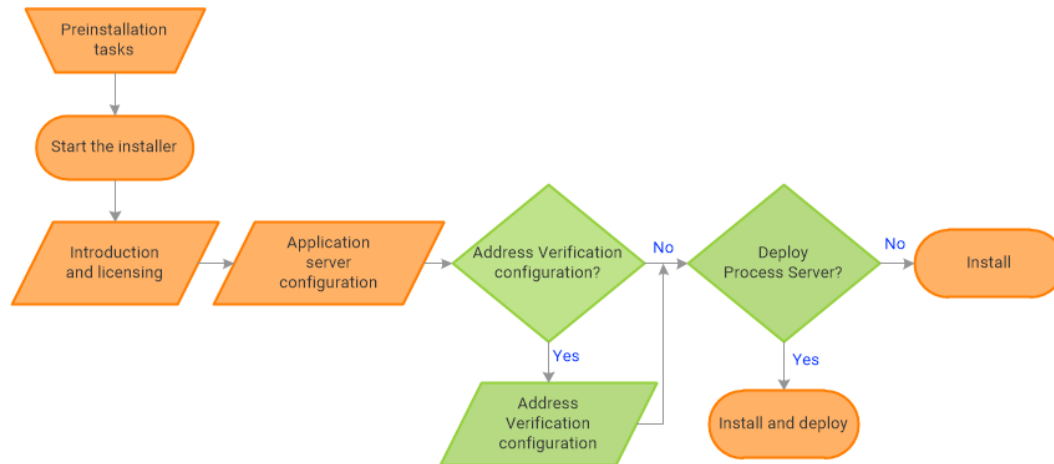 Preinstallation
tasks
Start the installer
Introduction
and licensing
Application
server
configuration
Address Verification
configuration?
No
Deploy
Process Server?
No
Install
Yes
Address
Verification
configuration
Yes
Install and deploy